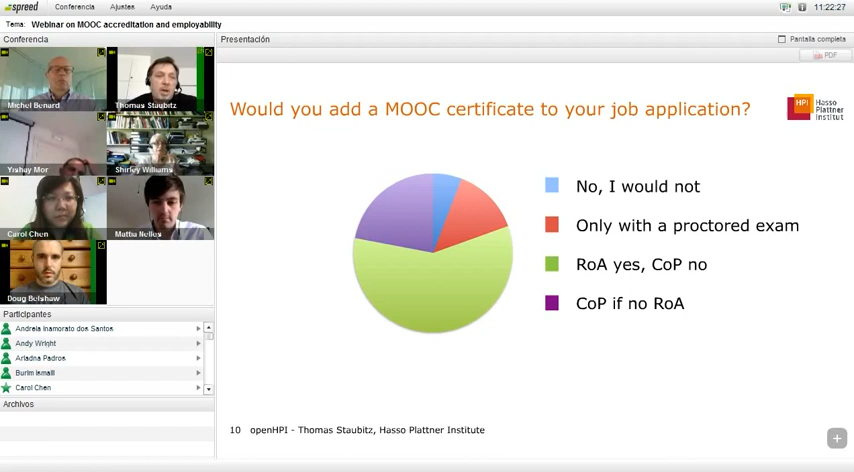 spreed
Conferencia Ajustes Ayuda
11:22:27
Tema: Webinar on MOOC accreditation and employability
Conferencia
Presentación
Pantalla completa
PDF
Michel Benard
Thomas Staubitz
Yishay Mor
Shirley Williams
Carol Chen
Mattia Nelles
Doug Belshaw
Participantes
Andreia Inamorato dos Santos
Andy Wright
Ariadna Padros
Burim Ismaili
Carol Chen
Archivos
Would you add a MOOC certificate to your job application?
HPI Hasso
Plattner
Institut
No, I would not
Only with a proctored exam
RoA yes, CoP no
CoP if no RoA
10 openHPI - Thomas Staubitz, Hasso Plattner Institute